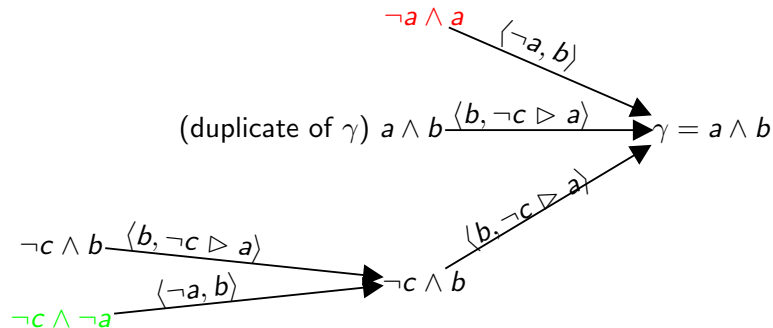 ¬a ∧ a
⟨¬a, b⟩
(duplicate of γ) a ∧ b ⟨b, ¬c ▷ a⟩ γ = a ∧ b
⟨b, ¬c ▷ a⟩
¬c ∧ b ⟨b, ¬c ▷ a⟩
¬c ∧ b
⟨¬a, b⟩
¬c ∧ ¬a